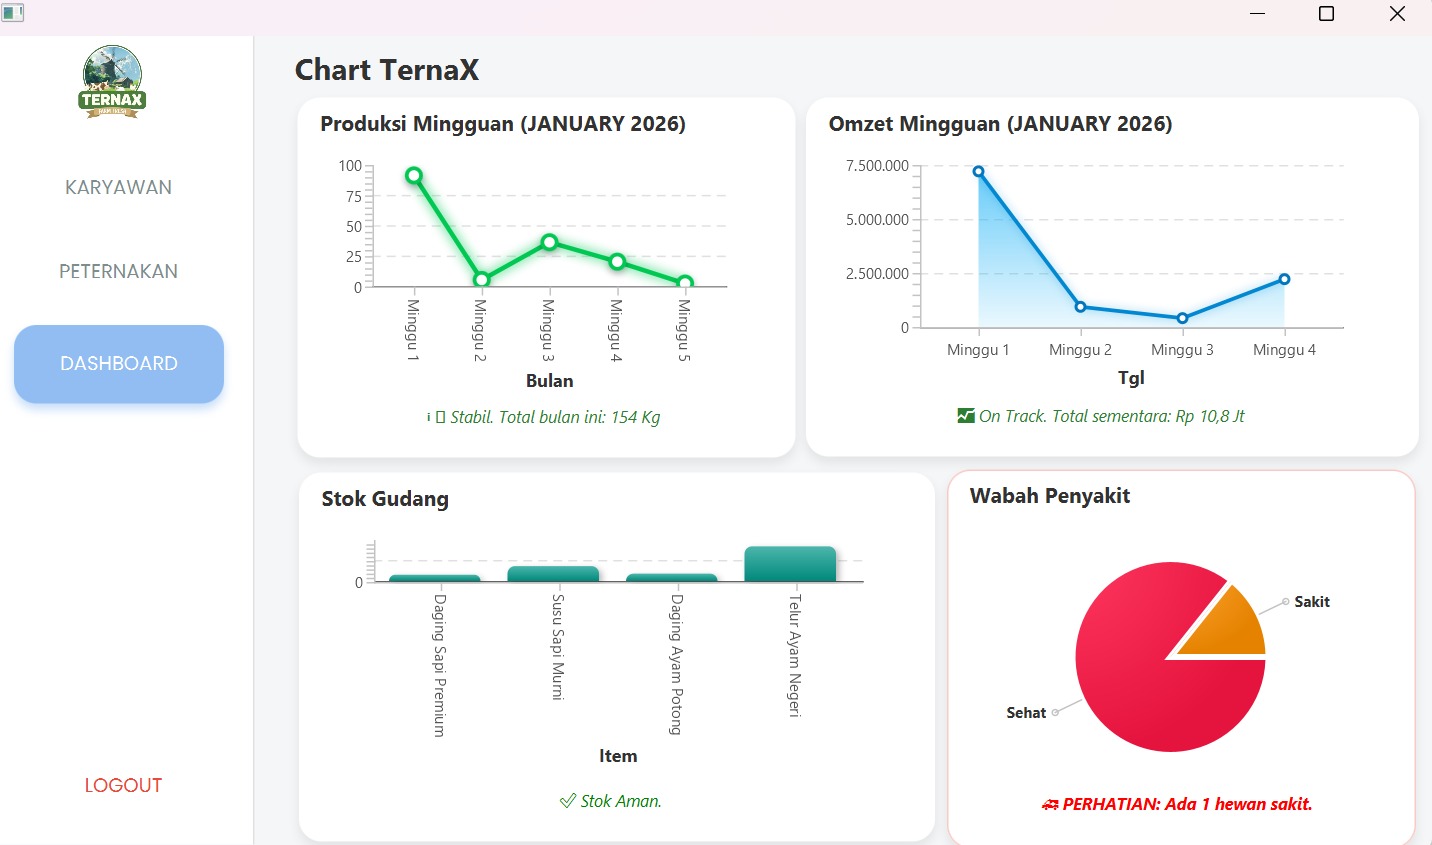 TERNAX
KARYAWAN
PETERNAKAN
DASHBOARD
LOGOUT
Chart TernaX
Produksi Mingguan (JANUARY 2026)
100
75
50
25
0
Minggu 1
Minggu 2
Minggu 3
Minggu 4
Minggu 5
Bulan
Stabil. Total bulan ini: 154 Kg
Omzet Mingguan (JANUARY 2026)
7.500.000
5.000.000
2.500.000
0
Minggu 1
Minggu 2
Minggu 3
Minggu 4
Tgl
On Track. Total sementara: Rp 10,8 Jt
Stok Gudang
0
Daging Sapi Premium
Susu Sapi Murni
Daging Ayam Potong
Telur Ayam Negeri
Item
Stok Aman.
Wabah Penyakit
Sakit
Sehat
PERHATIAN: Ada 1 hewan sakit.